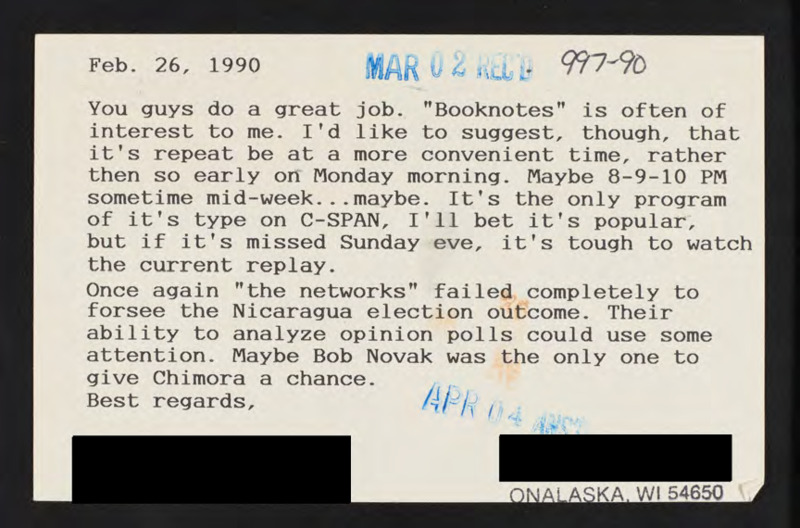 Feb. 26, 1990 MAR 02 REC'D 997-90
You guys do a great job. "Booknotes" is often of
interest to me. I'd like to suggest, though, that
it's repeat be at a more convenient time, rather
then so early on Monday morning. Maybe 8-9-10 PM
sometime mid-week...maybe. It's the only program
of it's type on C-SPAN, I'll bet it's popular,
but if it's missed Sunday eve, it's tough to watch
the current replay.
Once again "the networks" failed completely to
forsee the Nicaragua election outcome. Their
ability to analyze opinion polls could use some
attention. Maybe Bob Novak was the only one to
give Chimora a chance.
Best regards,
APR 04 ANS'D
ONALASKA, WI 54650